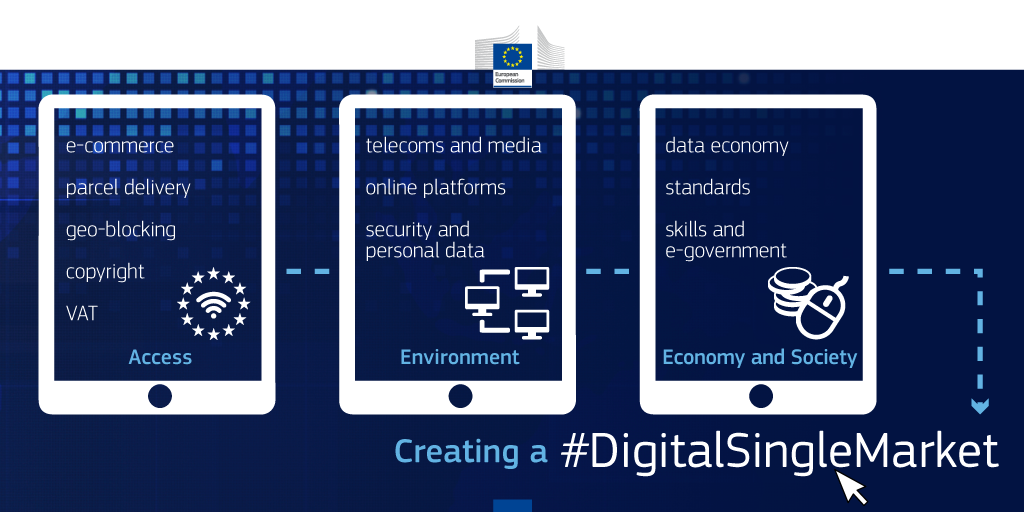 European
Commission
e-commerce
parcel delivery
geo-blocking
copyright
VAT
Access
telecoms and media
online platforms
security and
personal data
Environment
data economy
standards
skills and
e-government
Economy and Society
Creating a #DigitalSingleMarket